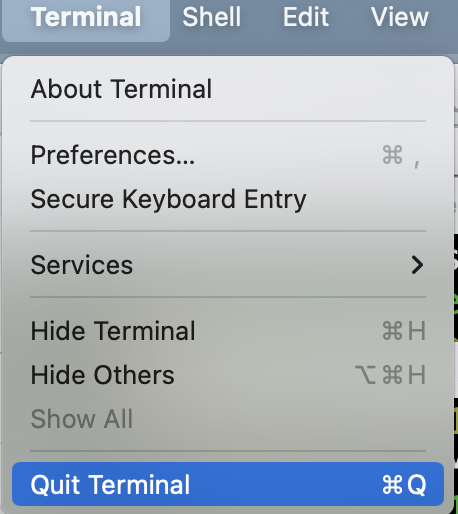 Terminal Shell Edit View
About Terminal
Preferences... ⌘ ,
Secure Keyboard Entry
Services
Hide Terminal ⌘H
Hide Others ⌥⌘H
Show All
Quit Terminal ⌘Q